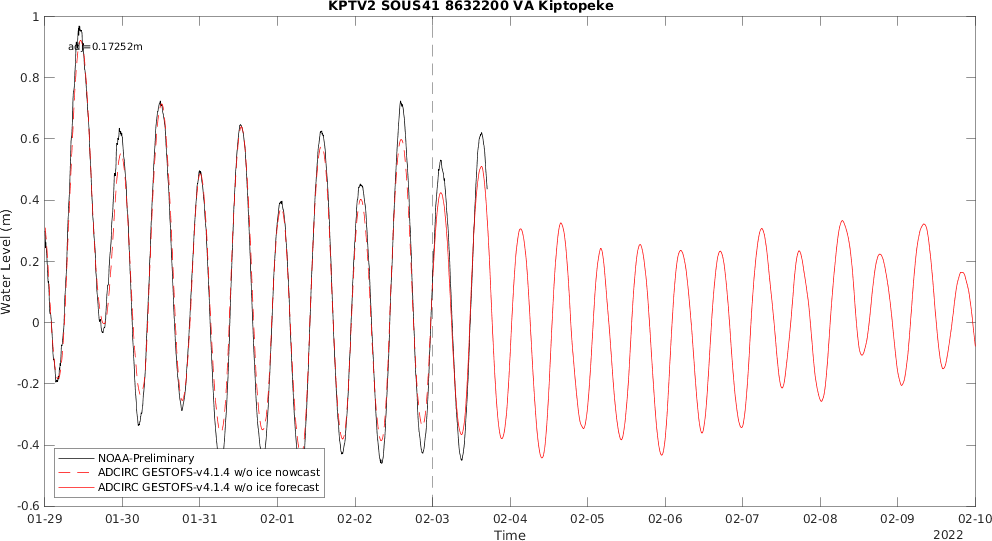 KPTV2 SOUS41 8632200 VA Kiptopeke
1
adj=0.17252m
0.8
0.6
0.4
0.2
0
-0.2
-0.4
-0.6
Water Level (m)
NOAA-Preliminary
ADCIRC GESTOFS-v4.1.4 w/o ice nowcast
ADCIRC GESTOFS-v4.1.4 w/o ice forecast
01-29 01-30 01-31 02-01 02-02 02-03 02-04 02-05 02-06 02-07 02-08 02-09 02-10
Time
2022